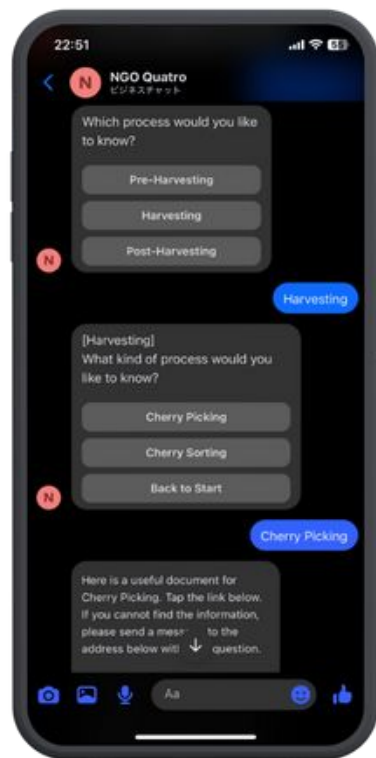 22:51
N
NGO Quatro
ビジネスチャット
Which process would you like
to know?
Pre-Harvesting
Harvesting
Post-Harvesting
N
Harvesting
[Harvesting]
What kind of process would you
like to know?
Cherry Picking
Cherry Sorting
Back to Start
N
Cherry Picking
Here is a useful document for
Cherry Picking. Tap the link below.
If you cannot find the information,
please send a to the
address below question.
Aa